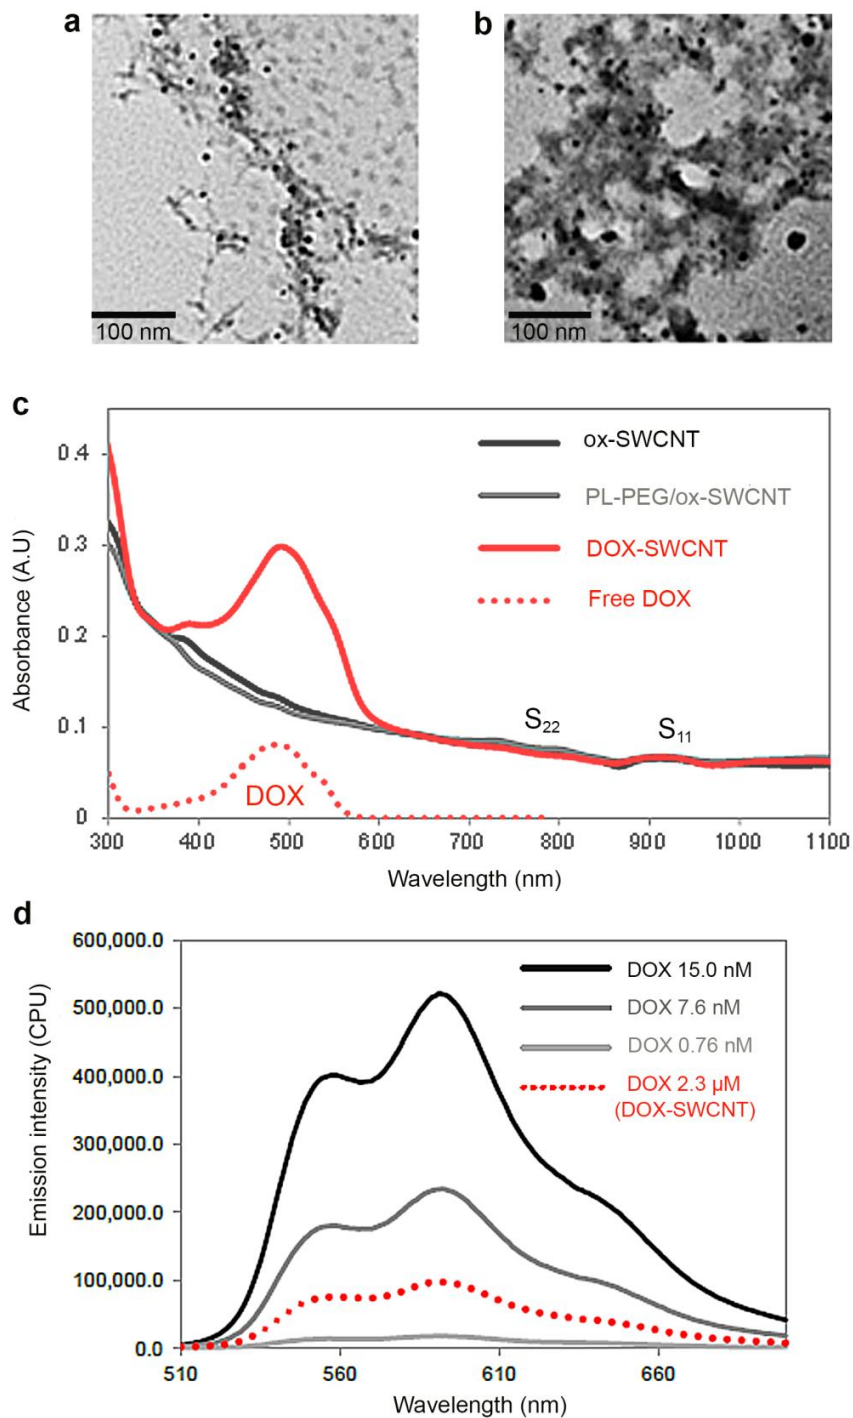 a
b
100 nm
100 nm
c
0.4
0.3
0.2
0.1
0
Absorbance (A.U)
ox-SWCNT
PL-PEG/ox-SWCNT
DOX-SWCNT
Free DOX
S22
S11
DOX
300 400 500 600 700 800 900 1000 1100
Wavelength (nm)
d
600,000.0
500,000.0
400,000.0
300,000.0
200,000.0
100,000.0
0.0
Emission intensity (CPU)
DOX 15.0 nM
DOX 7.6 nM
DOX 0.76 nM
DOX 2.3 µM
(DOX-SWCNT)
510 560 610 660
Wavelength (nm)